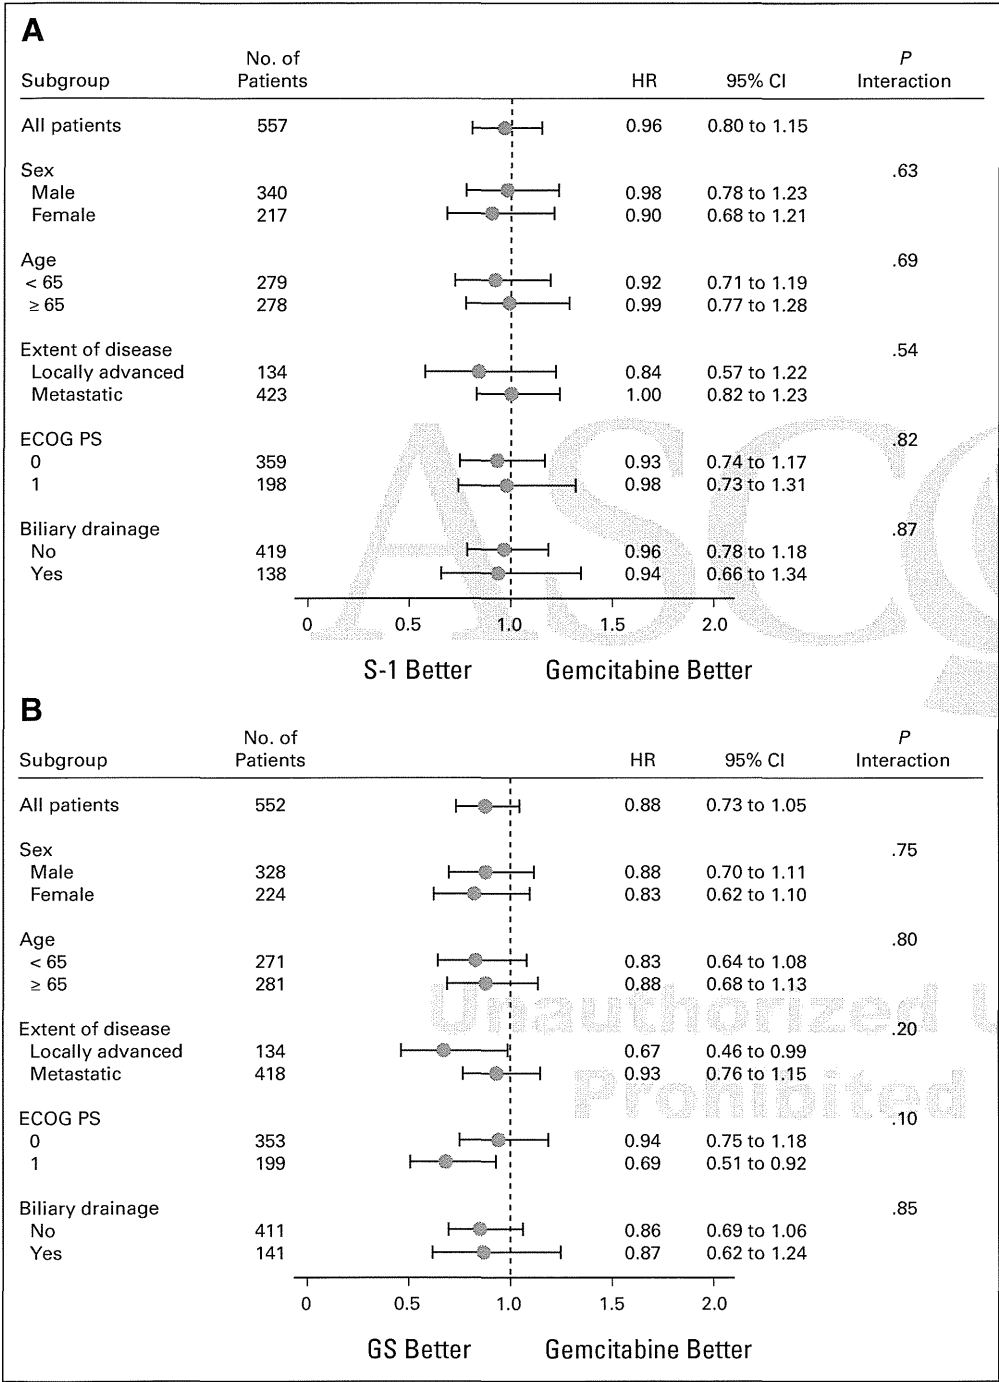 A
No. of P
Subgroup Patients HR 95% CI Interaction
All patients 557 0.96 0.80 to 1.15
Sex .63
Male 340 0.98 0.78 to 1.23
Female 217 0.90 0.68 to 1.21
Age .69
< 65 279 0.92 0.71 to 1.19
≥ 65 278 0.99 0.77 to 1.28
Extent of disease .54
Locally advanced 134 0.84 0.57 to 1.22
Metastatic 423 1.00 0.82 to 1.23
ECOG PS .82
0 359 0.93 0.74 to 1.17
1 198 0.98 0.73 to 1.31
Biliary drainage .87
No 419 0.96 0.78 to 1.18
Yes 138 0.94 0.66 to 1.34
0 0.5 1.0 1.5 2.0
S-1 Better Gemcitabine Better
ASCO
B
No. of P
Subgroup Patients HR 95% CI Interaction
All patients 552 0.88 0.73 to 1.05
Sex .75
Male 328 0.88 0.70 to 1.11
Female 224 0.83 0.62 to 1.10
Age .80
< 65 271 0.83 0.64 to 1.08
≥ 65 281 0.88 0.68 to 1.13
Unauthorized U
Extent of disease .20
Locally advanced 134 0.67 0.46 to 0.99
Metastatic 418 0.93 0.76 to 1.15
Prohibited
ECOG PS .10
0 353 0.94 0.75 to 1.18
1 199 0.69 0.51 to 0.92
Biliary drainage .85
No 411 0.86 0.69 to 1.06
Yes 141 0.87 0.62 to 1.24
0 0.5 1.0 1.5 2.0
GS Better Gemcitabine Better